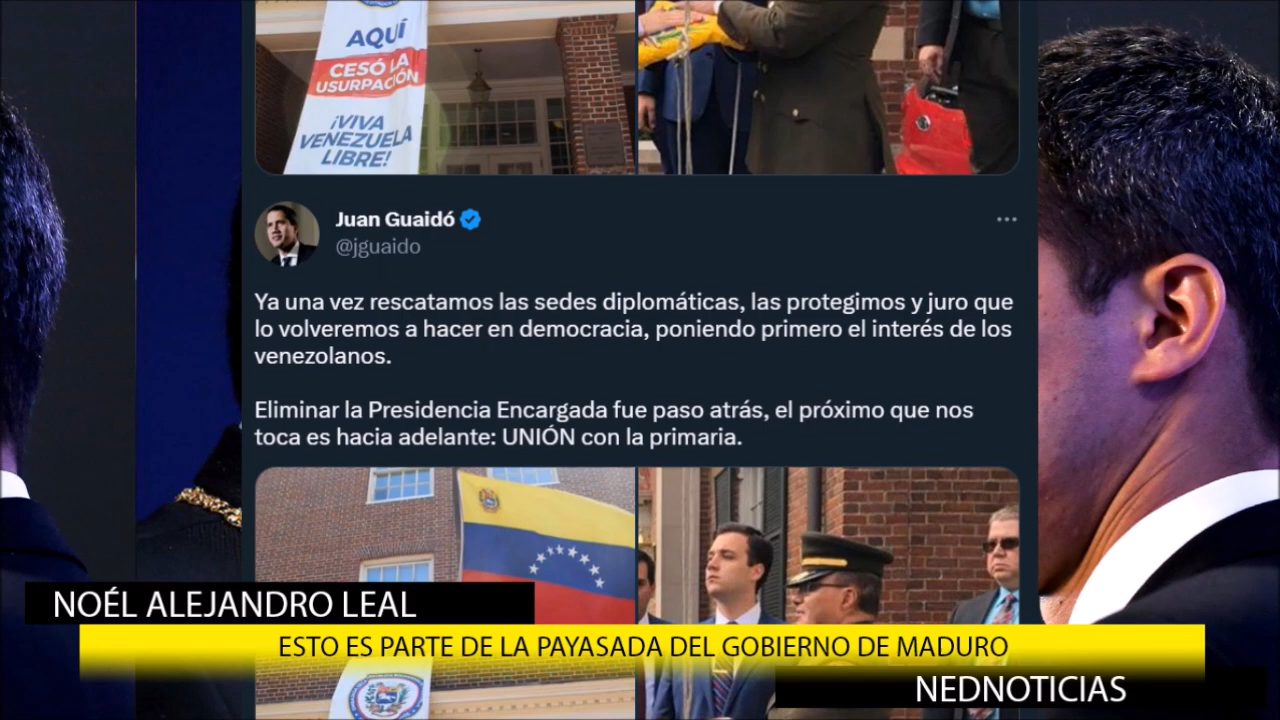 AQUÍ
CESÓ LA
USURPACIÓN
¡VIVA
VENEZUELA
LIBRE!
Juan Guaidó
@jguaido
Ya una vez rescatamos las sedes diplomáticas, las protegimos y juro que
lo volveremos a hacer en democracia, poniendo primero el interés de los
venezolanos.
Eliminar la Presidencia Encargada fue paso atrás, el próximo que nos
toca es hacia adelante: UNIÓN con la primaria.
NOÉL ALEJANDRO LEAL
ESTO ES PARTE DE LA PAYASADA DEL GOBIERNO DE MADURO
NEDNOTICIAS